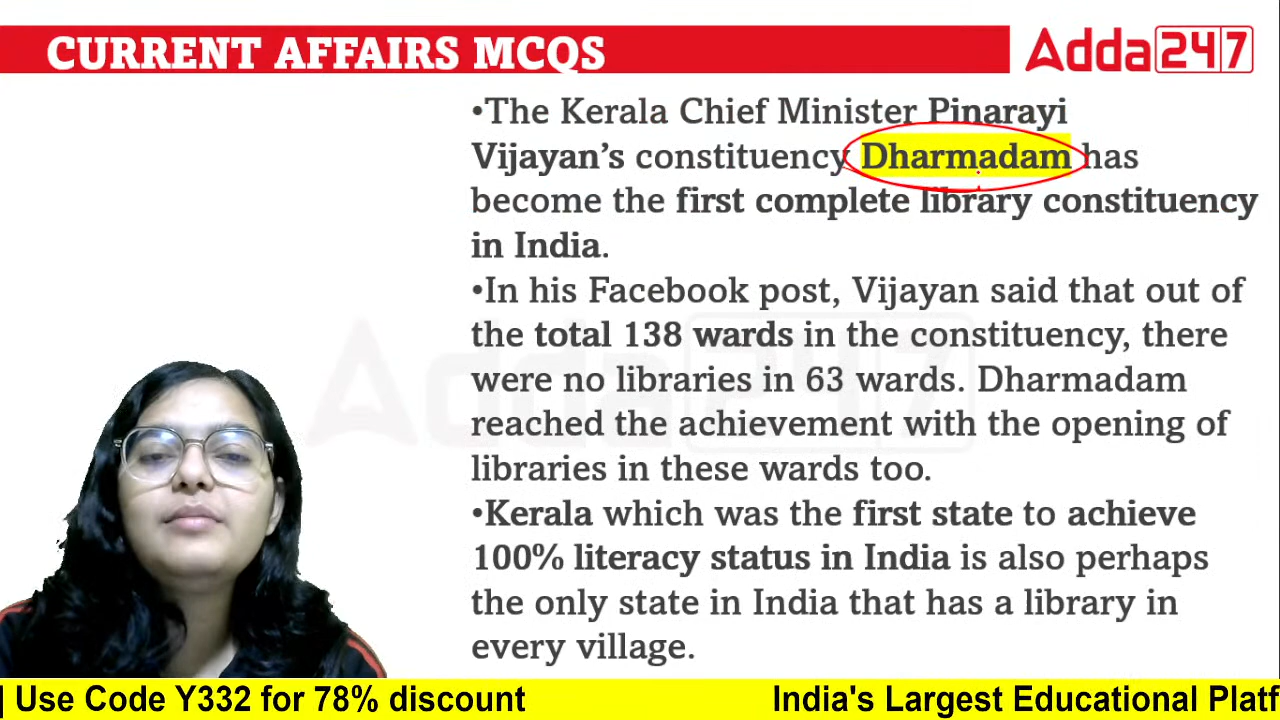 CURRENT AFFAIRS MCQS
Adda247
•The Kerala Chief Minister Pinarayi
Vijayan’s constituency Dharmadam has
become the first complete library constituency
in India.
•In his Facebook post, Vijayan said that out of
the total 138 wards in the constituency, there
were no libraries in 63 wards. Dharmadam
reached the achievement with the opening of
libraries in these wards too.
•Kerala which was the first state to achieve
100% literacy status in India is also perhaps
the only state in India that has a library in
every village.
Adda247
| Use Code Y332 for 78% discount
India's Largest Educational Platf